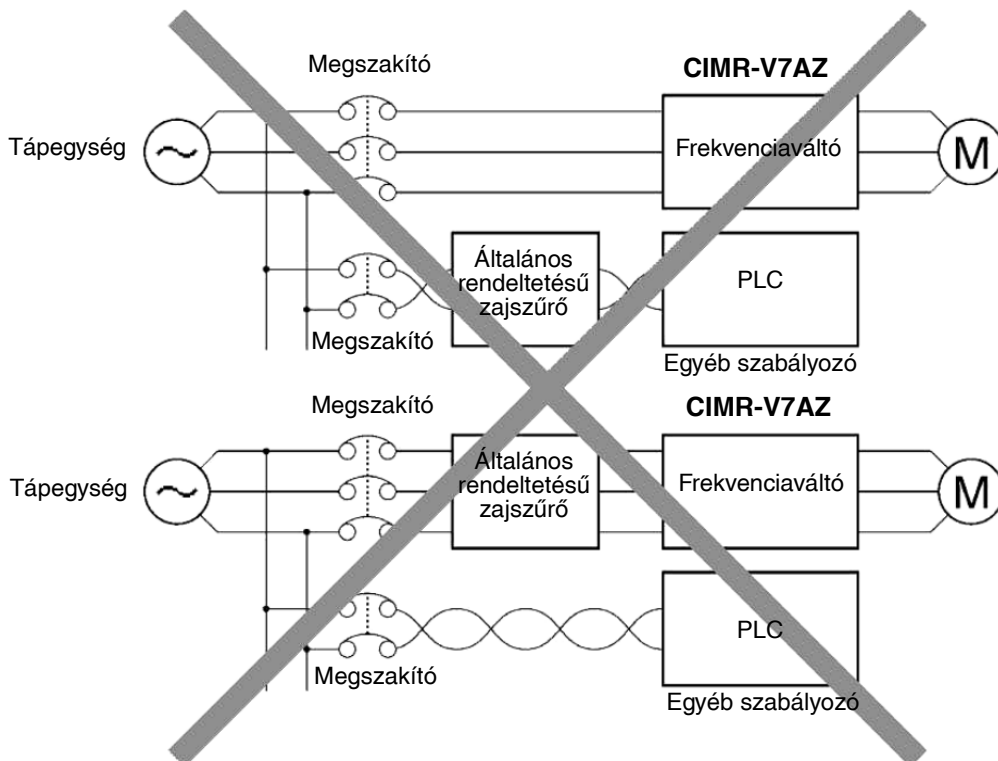 Megszakító
CIMR-V7AZ
Tápegység
Frekvenciaváltó
M
Általános
rendeltetésű
zajszűrő
PLC
Megszakító
Egyéb szabályozó
Megszakító
CIMR-V7AZ
Tápegység
Általános
rendeltetésű
zajszűrő
Frekvenciaváltó
M
PLC
Megszakító
Egyéb szabályozó